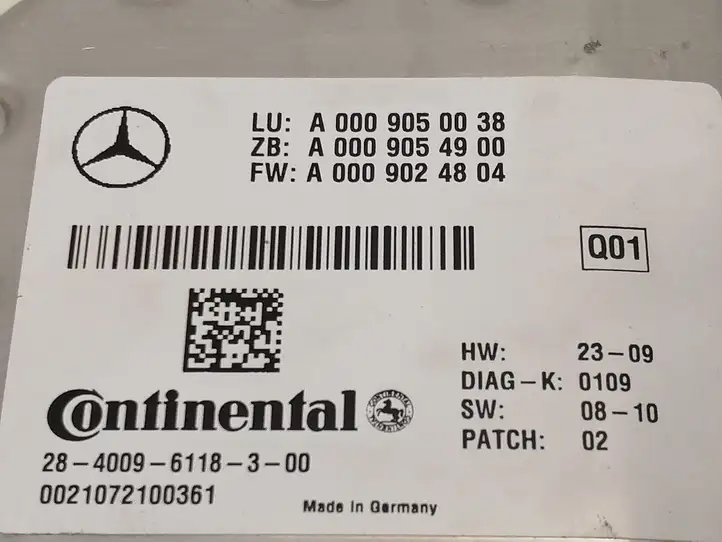 LU: A 000 905 00 38
ZB: A 000 905 49 00
FW: A 000 902 48 04
Q01
HW: 23-09
DIAG-K: 0109
SW: 08-10
PATCH: 02
Continental
28-4009-6118-3-00
0021072100361
Made in Germany